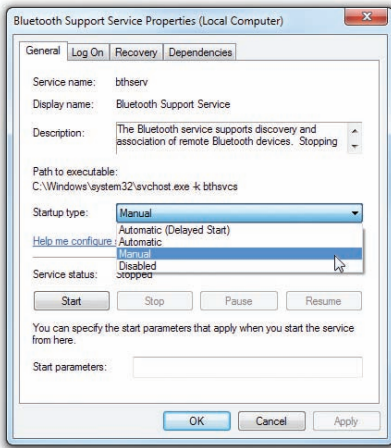 Bluetooth Support Service Properties (Local Computer)
General Log On Recovery Dependencies
Service name: bthserv
Display name: Bluetooth Support Service
Description: The Bluetooth service supports discovery and
association of remote Bluetooth devices. Stopping
Path to executable:
C:\Windows\system32\svchost.exe -k bthsvcs
Startup type: Manual
Automatic (Delayed Start)
Help me configure Automatic
Manual
Disabled
Service status: Stopped
Start Stop Pause Resume
You can specify the start parameters that apply when you start the service
from here.
Start parameters:
OK Cancel Apply